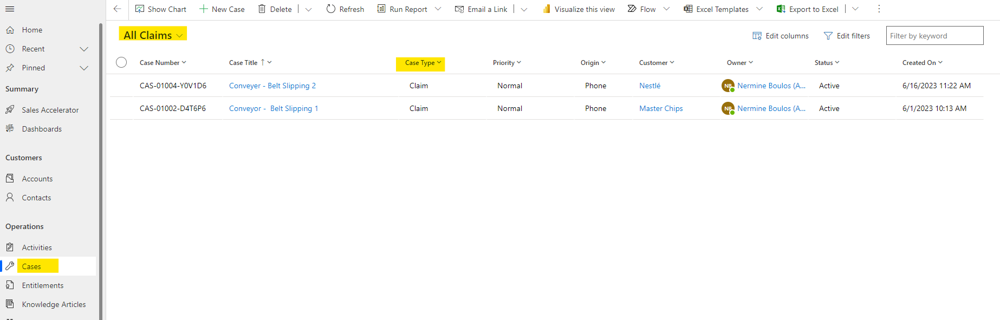 Show Chart New Case Delete Refresh Run Report Email a Link Visualize this view Flow Excel Templates Export to Excel
Home
Recent
Pinned
Summary
Sales Accelerator
Dashboards
Customers
Accounts
Contacts
Operations
Activities
Cases
Entitlements
Knowledge Articles
All Claims
Edit columns Edit filters Filter by keyword
Case Number Case Title Case Type Priority Origin Customer Owner Status Created On
CAS-01004-Y0V1D6 Conveyer - Belt Slipping 2 Claim Normal Phone Nestlé NB Nermine Boulos (A... Active 6/16/2023 11:22 AM
CAS-01002-D4T6P6 Conveyor -  Belt Slipping 1 Claim Normal Phone Master Chips NB Nermine Boulos (A... Active 6/1/2023 10:13 AM